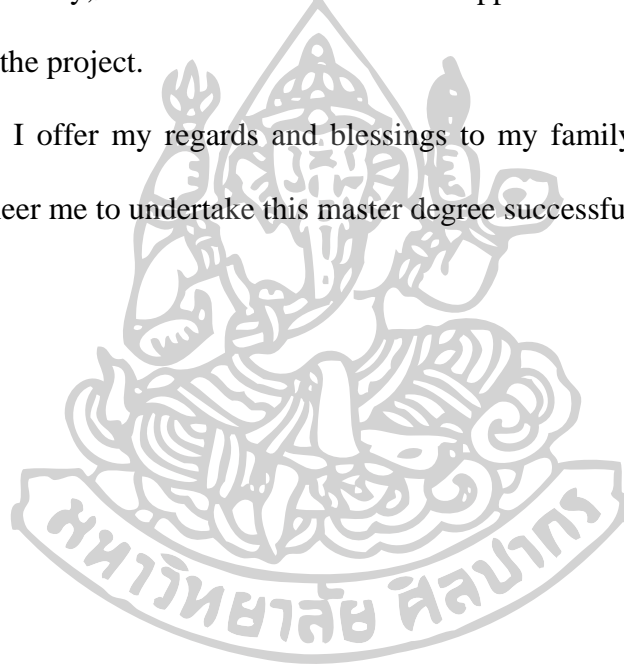 the project.
I offer my regards and blessings to my family
me to undertake this master degree successfu
มหาวิทยาลัย ศิลปากร